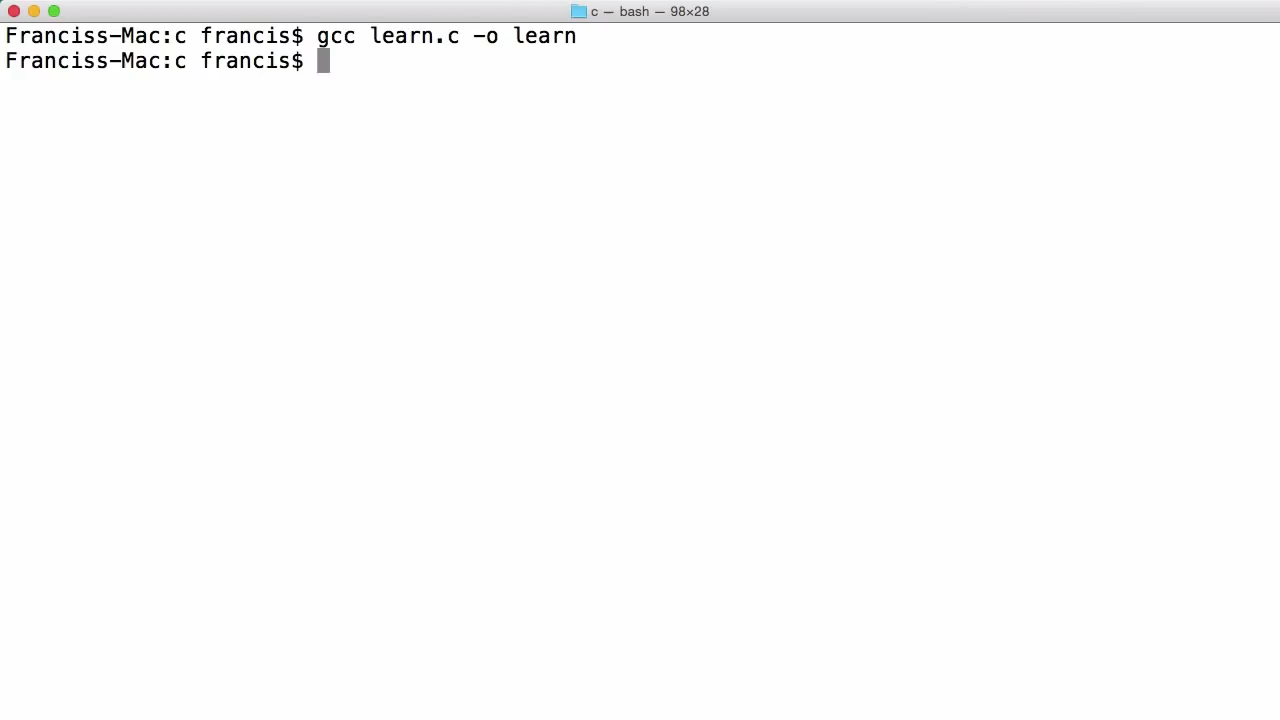 c — bash — 98×28
Franciss-Mac:c francis$ gcc learn.c -o learn
Franciss-Mac:c francis$